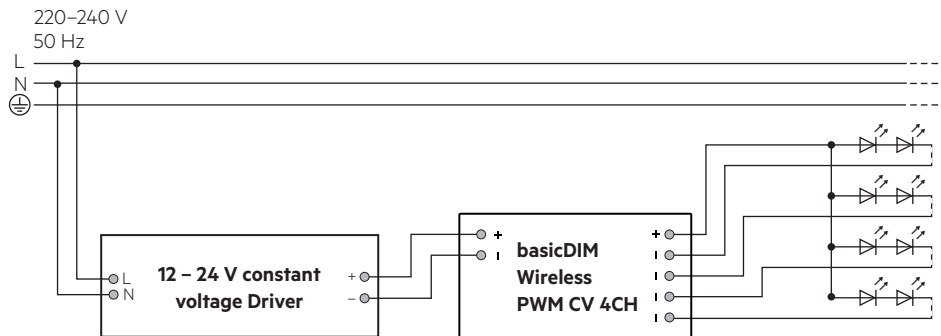 220–240 V
50 Hz
L
N
12 – 24 V constant
voltage Driver
L
N
+
–
+
–
basicDIM
Wireless
PWM CV 4CH
+
–
–
–
–